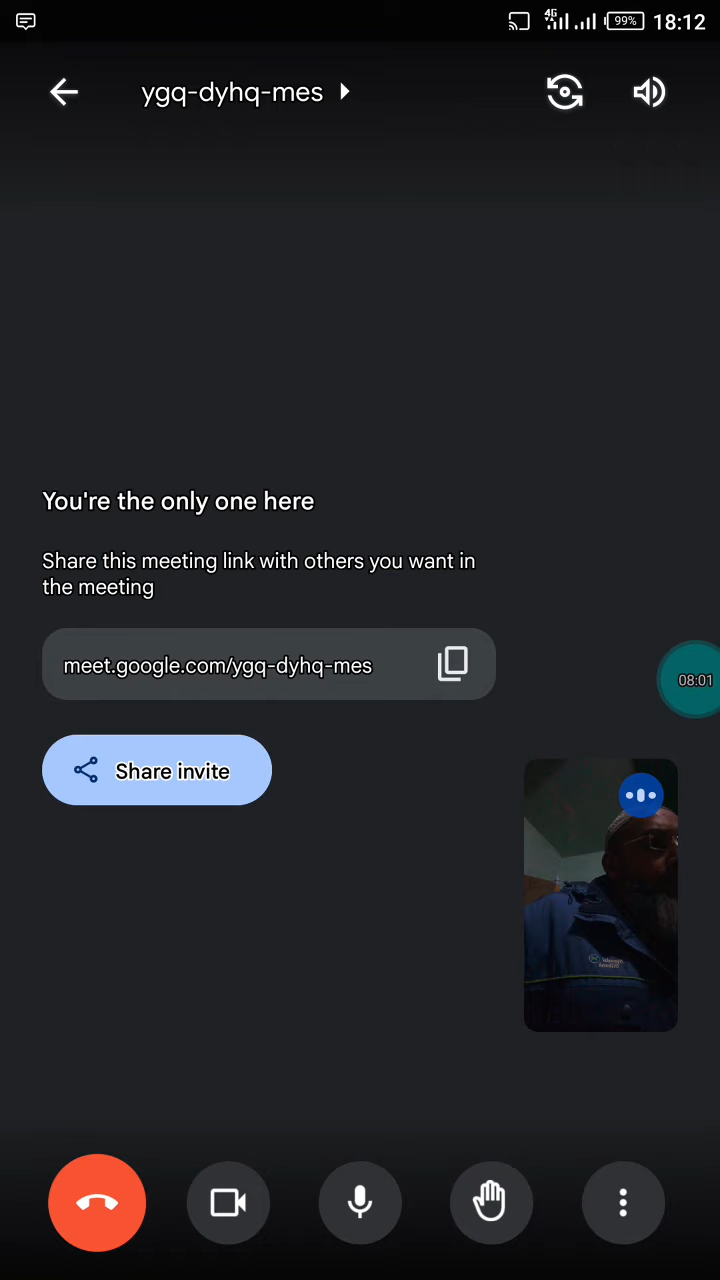 4G
99%
18:12
ygq-dyhq-mes
You're the only one here
Share this meeting link with others you want in
the meeting
meet.google.com/ygq-dyhq-mes
08:01
Share invite